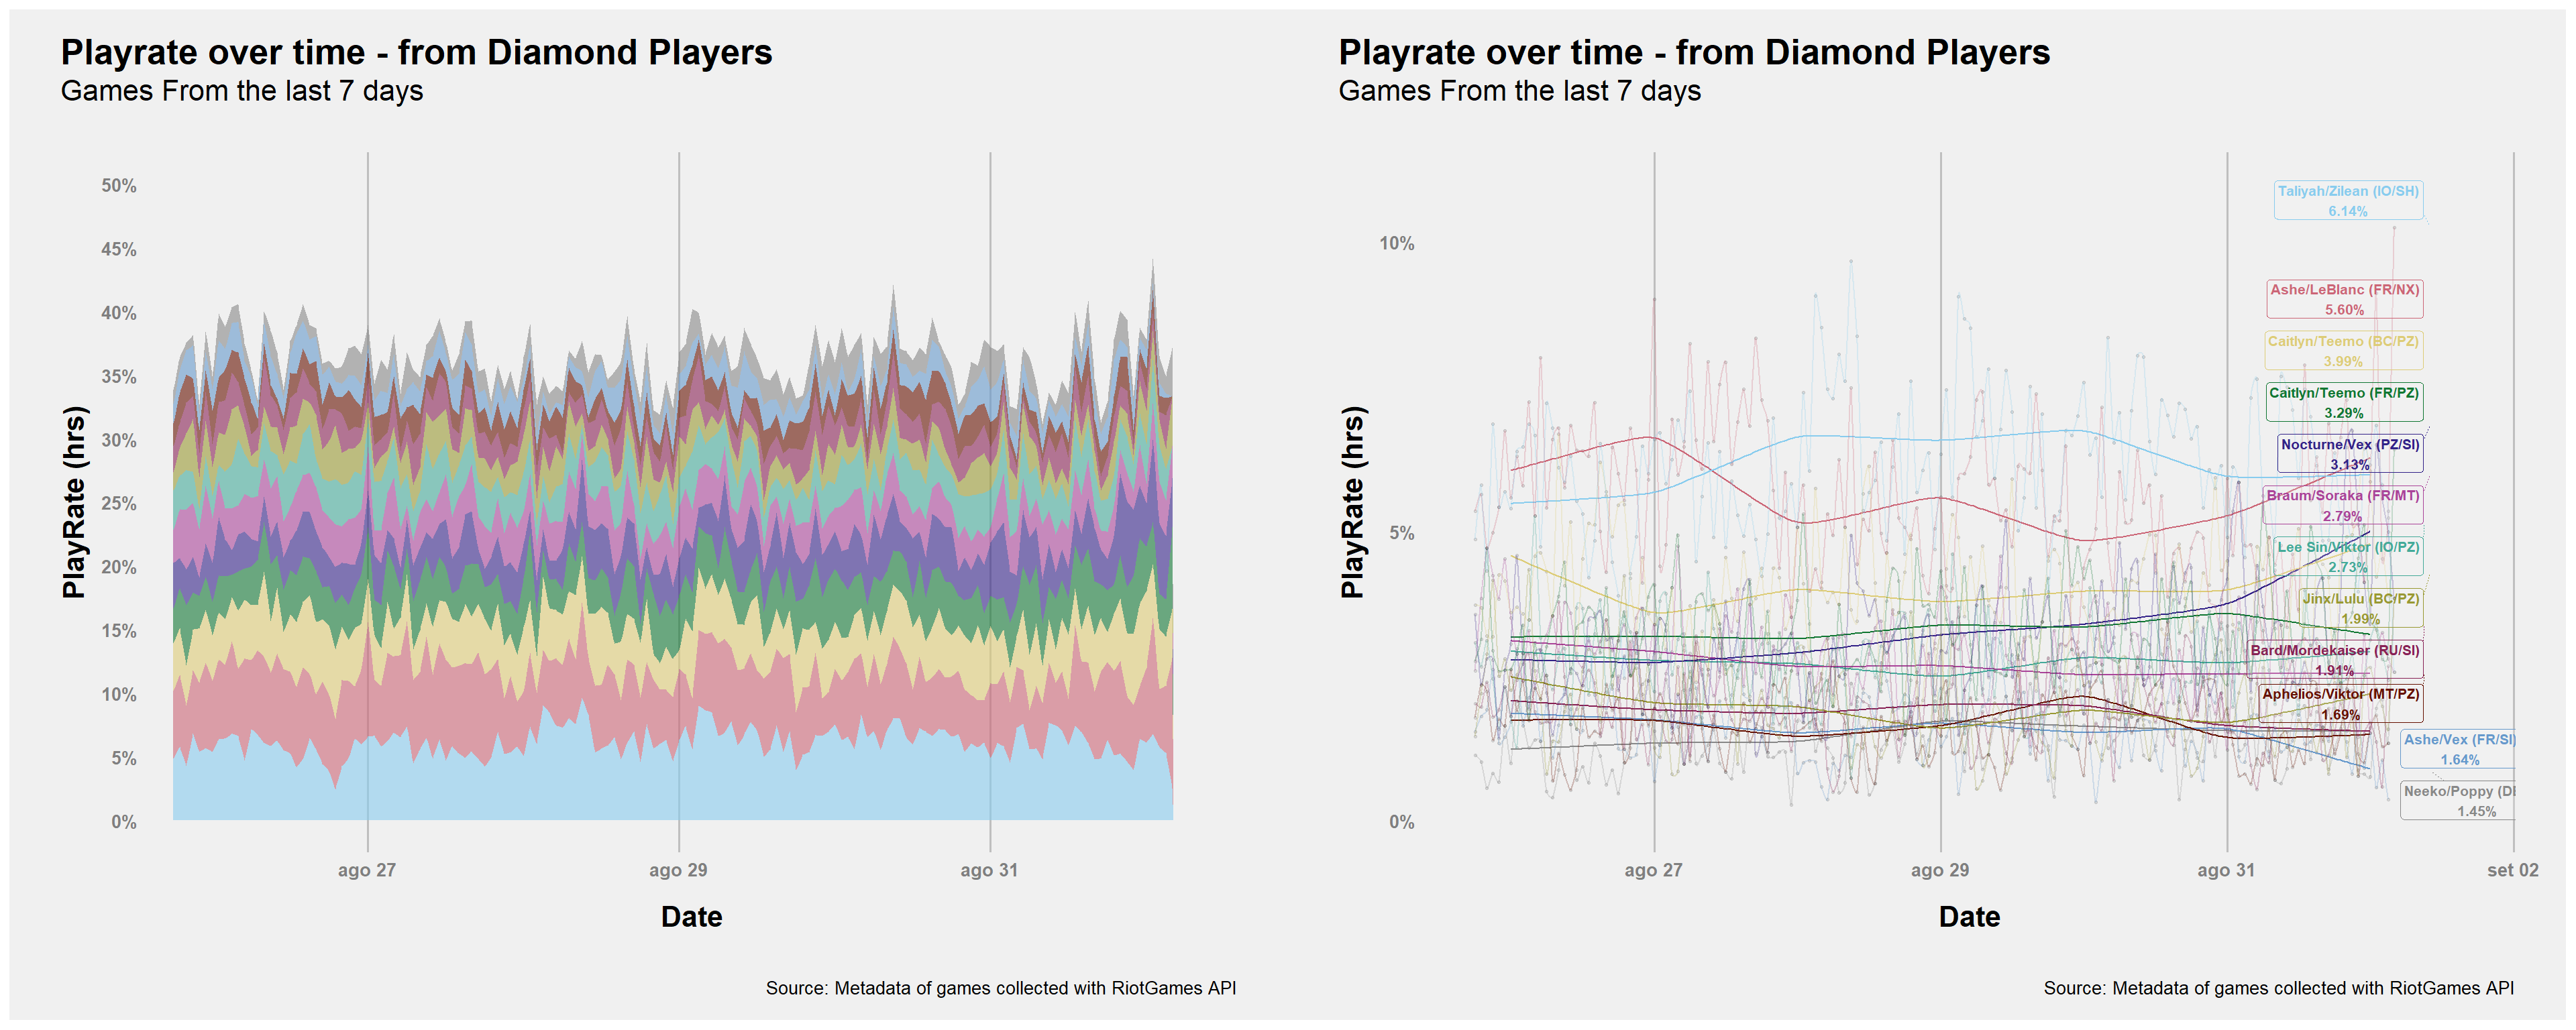 Playrate over time - from Diamond Players
Games From the last 7 days
PlayRate (hrs)
50%
45%
40%
35%
30%
25%
20%
15%
10%
5%
0%
ago 27
ago 29
ago 31
Date
Source: Metadata of games collected with RiotGames API
Playrate over time - from Diamond Players
Games From the last 7 days
PlayRate (hrs)
10%
5%
0%
Taliyah/Zilean (IO/SH)
6.14%
Ashe/LeBlanc (FR/NX)
5.60%
Caitlyn/Teemo (BC/PZ)
3.99%
Caitlyn/Teemo (FR/PZ)
3.29%
Nocturne/Vex (PZ/SI)
3.13%
Braum/Soraka (FR/MT)
2.79%
Lee Sin/Viktor (IO/PZ)
2.73%
Jinx/Lulu (BC/PZ)
1.99%
Bard/Mordekaiser (RU/SI)
1.91%
Aphelios/Viktor (MT/PZ)
1.69%
Ashe/Vex (FR/SI)
1.64%
Neeko/Poppy
1.45%
ago 27
ago 29
ago 31
set 02
Date
Source: Metadata of games collected with RiotGames API